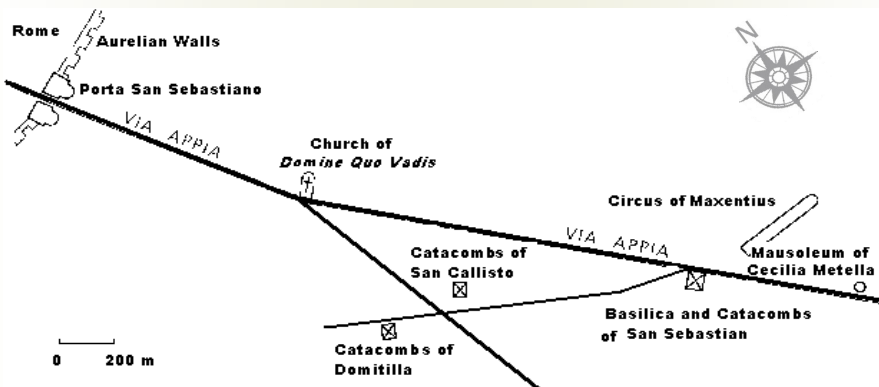 Rome
Aurelian Walls
Porta San Sebastiano
VIA APPIA
Church of
Domine Quo Vadis
N
Circus of Maxentius
VIA APPIA
Catacombs of
San Callisto
Mausoleum of
Cecilia Metella
Basilica and Catacombs
of San Sebastian
Catacombs of
Domitilla
0 200 m